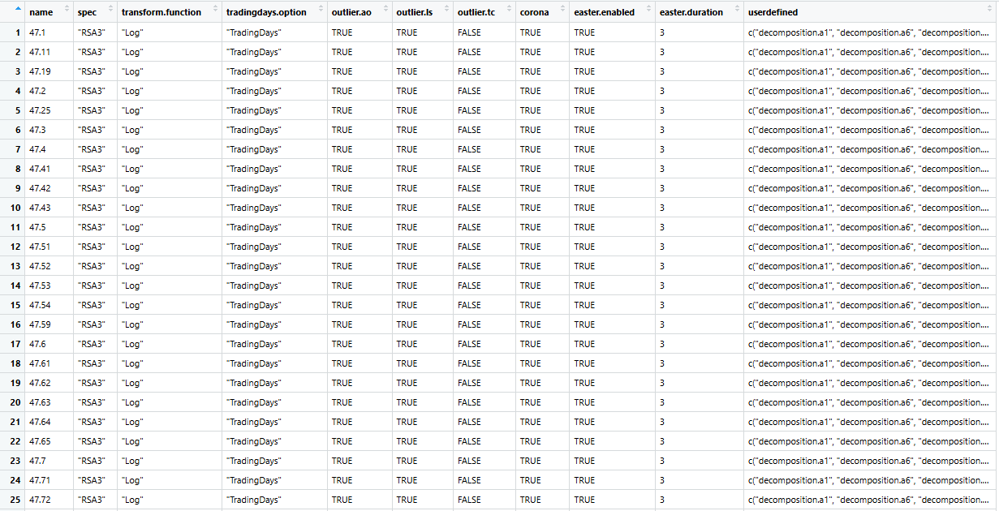 name spec transform.function tradingdays.option outlier.ao outlier.ls outlier.tc corona easter.enabled easter.duration userdefined
1 47.1 "RSA3" "Log" "TradingDays" TRUE TRUE FALSE TRUE TRUE 3 c("decomposition.a1", "decomposition.a6", "decomposition....
2 47.11 "RSA3" "Log" "TradingDays" TRUE TRUE FALSE TRUE TRUE 3 c("decomposition.a1", "decomposition.a6", "decomposition....
3 47.19 "RSA3" "Log" "TradingDays" TRUE TRUE FALSE TRUE TRUE 3 c("decomposition.a1", "decomposition.a6", "decomposition....
4 47.2 "RSA3" "Log" "TradingDays" TRUE TRUE FALSE TRUE TRUE 3 c("decomposition.a1", "decomposition.a6", "decomposition....
5 47.25 "RSA3" "Log" "TradingDays" TRUE TRUE FALSE TRUE TRUE 3 c("decomposition.a1", "decomposition.a6", "decomposition....
6 47.3 "RSA3" "Log" "TradingDays" TRUE TRUE FALSE TRUE TRUE 3 c("decomposition.a1", "decomposition.a6", "decomposition....
7 47.4 "RSA3" "Log" "TradingDays" TRUE TRUE FALSE TRUE TRUE 3 c("decomposition.a1", "decomposition.a6", "decomposition....
8 47.41 "RSA3" "Log" "TradingDays" TRUE TRUE FALSE TRUE TRUE 3 c("decomposition.a1", "decomposition.a6", "decomposition....
9 47.42 "RSA3" "Log" "TradingDays" TRUE TRUE FALSE TRUE TRUE 3 c("decomposition.a1", "decomposition.a6", "decomposition....
10 47.43 "RSA3" "Log" "TradingDays" TRUE TRUE FALSE TRUE TRUE 3 c("decomposition.a1", "decomposition.a6", "decomposition....
11 47.5 "RSA3" "Log" "TradingDays" TRUE TRUE FALSE TRUE TRUE 3 c("decomposition.a1", "decomposition.a6", "decomposition....
12 47.51 "RSA3" "Log" "TradingDays" TRUE TRUE FALSE TRUE TRUE 3 c("decomposition.a1", "decomposition.a6", "decomposition....
13 47.52 "RSA3" "Log" "TradingDays" TRUE TRUE FALSE TRUE TRUE 3 c("decomposition.a1", "decomposition.a6", "decomposition....
14 47.53 "RSA3" "Log" "TradingDays" TRUE TRUE FALSE TRUE TRUE 3 c("decomposition.a1", "decomposition.a6", "decomposition....
15 47.54 "RSA3" "Log" "TradingDays" TRUE TRUE FALSE TRUE TRUE 3 c("decomposition.a1", "decomposition.a6", "decomposition....
16 47.59 "RSA3" "Log" "TradingDays" TRUE TRUE FALSE TRUE TRUE 3 c("decomposition.a1", "decomposition.a6", "decomposition....
17 47.6 "RSA3" "Log" "TradingDays" TRUE TRUE FALSE TRUE TRUE 3 c("decomposition.a1", "decomposition.a6", "decomposition....
18 47.61 "RSA3" "Log" "TradingDays" TRUE TRUE FALSE TRUE TRUE 3 c("decomposition.a1", "decomposition.a6", "decomposition....
19 47.62 "RSA3" "Log" "TradingDays" TRUE TRUE FALSE TRUE TRUE 3 c("decomposition.a1", "decomposition.a6", "decomposition....
20 47.63 "RSA3" "Log" "TradingDays" TRUE TRUE FALSE TRUE TRUE 3 c("decomposition.a1", "decomposition.a6", "decomposition....
21 47.64 "RSA3" "Log" "TradingDays" TRUE TRUE FALSE TRUE TRUE 3 c("decomposition.a1", "decomposition.a6", "decomposition....
22 47.65 "RSA3" "Log" "TradingDays" TRUE TRUE FALSE TRUE TRUE 3 c("decomposition.a1", "decomposition.a6", "decomposition....
23 47.7 "RSA3" "Log" "TradingDays" TRUE TRUE FALSE TRUE TRUE 3 c("decomposition.a1", "decomposition.a6", "decomposition....
24 47.71 "RSA3" "Log" "TradingDays" TRUE TRUE FALSE TRUE TRUE 3 c("decomposition.a1", "decomposition.a6", "decomposition....
25 47.72 "RSA3" "Log" "TradingDays" TRUE TRUE FALSE TRUE TRUE 3 c("decomposition.a1", "decomposition.a6", "decomposition....